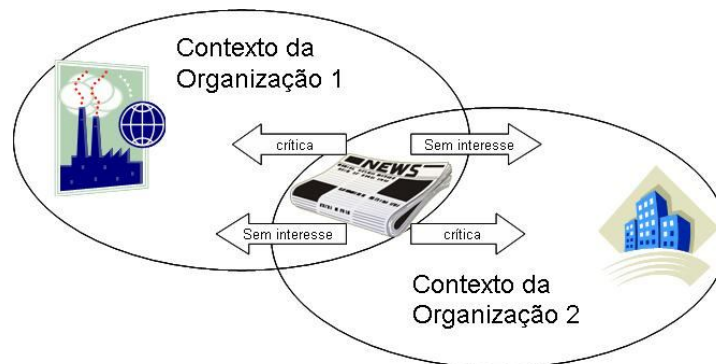 Contexto da
Organização 1
crítica
Sem interesse
NEWS
Sem interesse
crítica
Contexto da
Organização 2